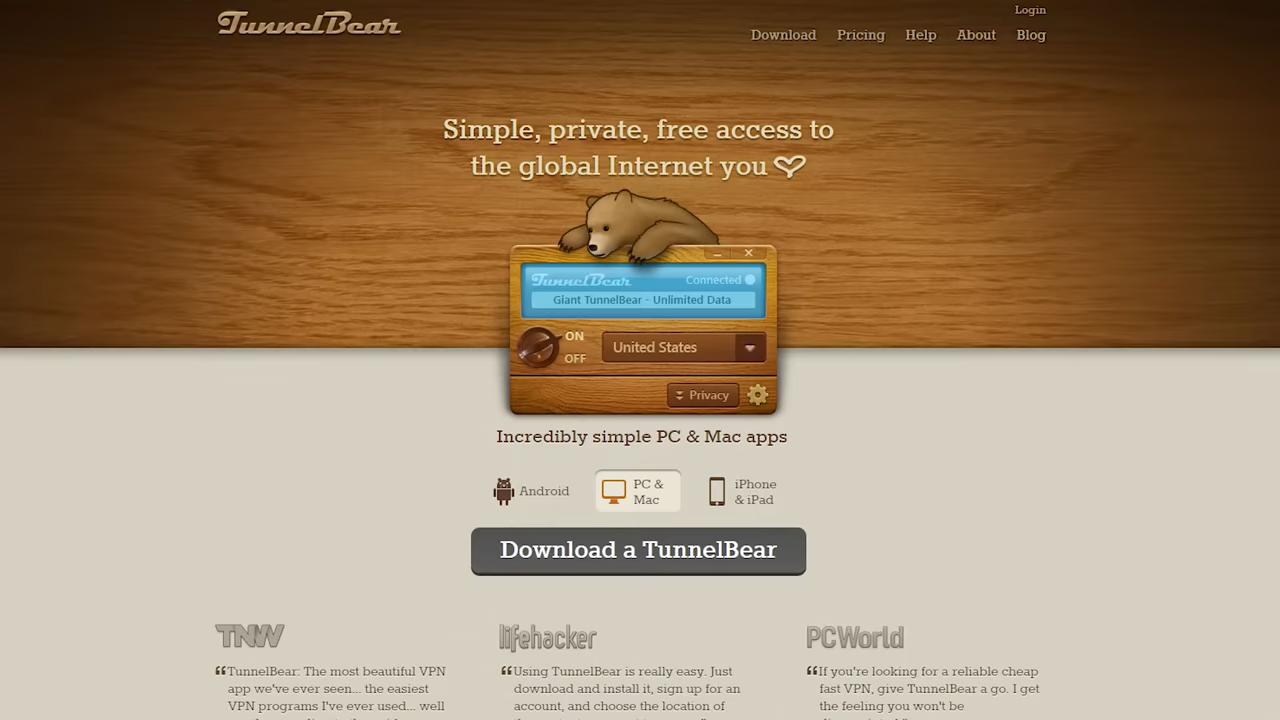 TunnelBear
Login
Download Pricing Help About Blog
Simple, private, free access to
the global Internet you
TunnelBear Connected
Giant TunnelBear - Unlimited Data
ON
OFF
United States
Privacy
Incredibly simple PC & Mac apps
Android
PC &
Mac
iPhone
& iPad
Download a TunnelBear
TNW
“TunnelBear: The most beautiful VPN
app we've ever seen... the easiest
VPN programs I've ever used... well
lifehacker
“Using TunnelBear is really easy. Just
download and install it, sign up for an
account, and choose the location of
PCWorld
“If you're looking for a reliable cheap
fast VPN, give TunnelBear a go. I get
the feeling you won't be